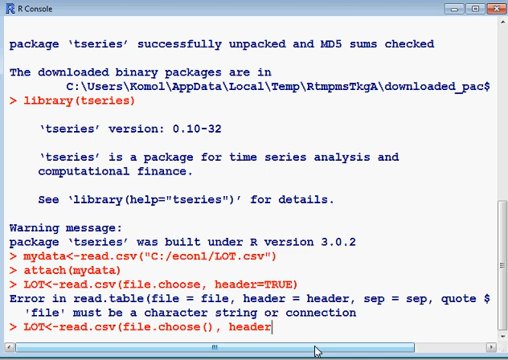 R Console
package ‘tseries’ successfully unpacked and MD5 sums checked
The downloaded binary packages are in
C:\Users\Komol\AppData\Local\Temp\RtmpmsTkgA\downloaded_pac$
> library(tseries)
‘tseries’ version: 0.10-32
‘tseries’ is a package for time series analysis and
computational finance.
See ‘library(help="tseries")’ for details.
Warning message:
package ‘tseries’ was built under R version 3.0.2
> mydata<-read.csv("C:/econ1/LOT.csv")
> attach(mydata)
> LOT<-read.csv(file.choose, header=TRUE)
Error in read.table(file = file, header = header, sep = sep, quote $
'file' must be a character string or connection
> LOT<-read.csv(file.choose(), header